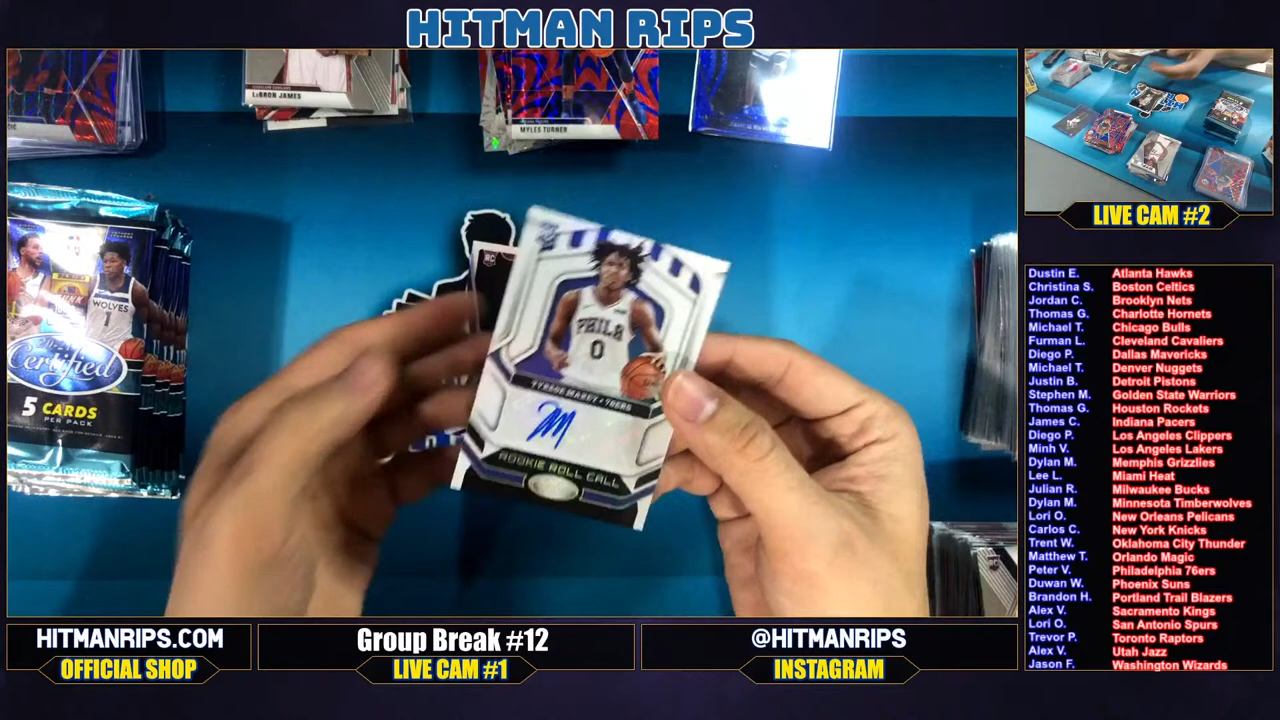 HITMAN RIPS
LeBRON JAMES
MYLES TURNER
LIVE CAM #2
WOLVES
1
Certified
5 CARDS
PER PACK
RC
PHILA
0
TYRESE MAXEY • 76ERS
ROOKIE ROLL CALL
Dustin E. Atlanta Hawks
Christina S. Boston Celtics
Jordan C. Brooklyn Nets
Thomas G. Charlotte Hornets
Michael T. Chicago Bulls
Furman L. Cleveland Cavaliers
Diego P. Dallas Mavericks
Michael T. Denver Nuggets
Justin B. Detroit Pistons
Stephen M. Golden State Warriors
Thomas G. Houston Rockets
James C. Indiana Pacers
Diego P. Los Angeles Clippers
Minh V. Los Angeles Lakers
Dylan M. Memphis Grizzlies
Lee L. Miami Heat
Julian R. Milwaukee Bucks
Dylan M. Minnesota Timberwolves
Lori O. New Orleans Pelicans
Carlos C. New York Knicks
Trent W. Oklahoma City Thunder
Matthew T. Orlando Magic
Peter V. Philadelphia 76ers
Duwan W. Phoenix Suns
Brandon H. Portland Trail Blazers
Alex V. Sacramento Kings
Lori O. San Antonio Spurs
Trevor P. Toronto Raptors
Alex V. Utah Jazz
Jason F. Washington Wizards
HITMANRIPS.COM
OFFICIAL SHOP
Group Break #12
LIVE CAM #1
@HITMANRIPS
INSTAGRAM